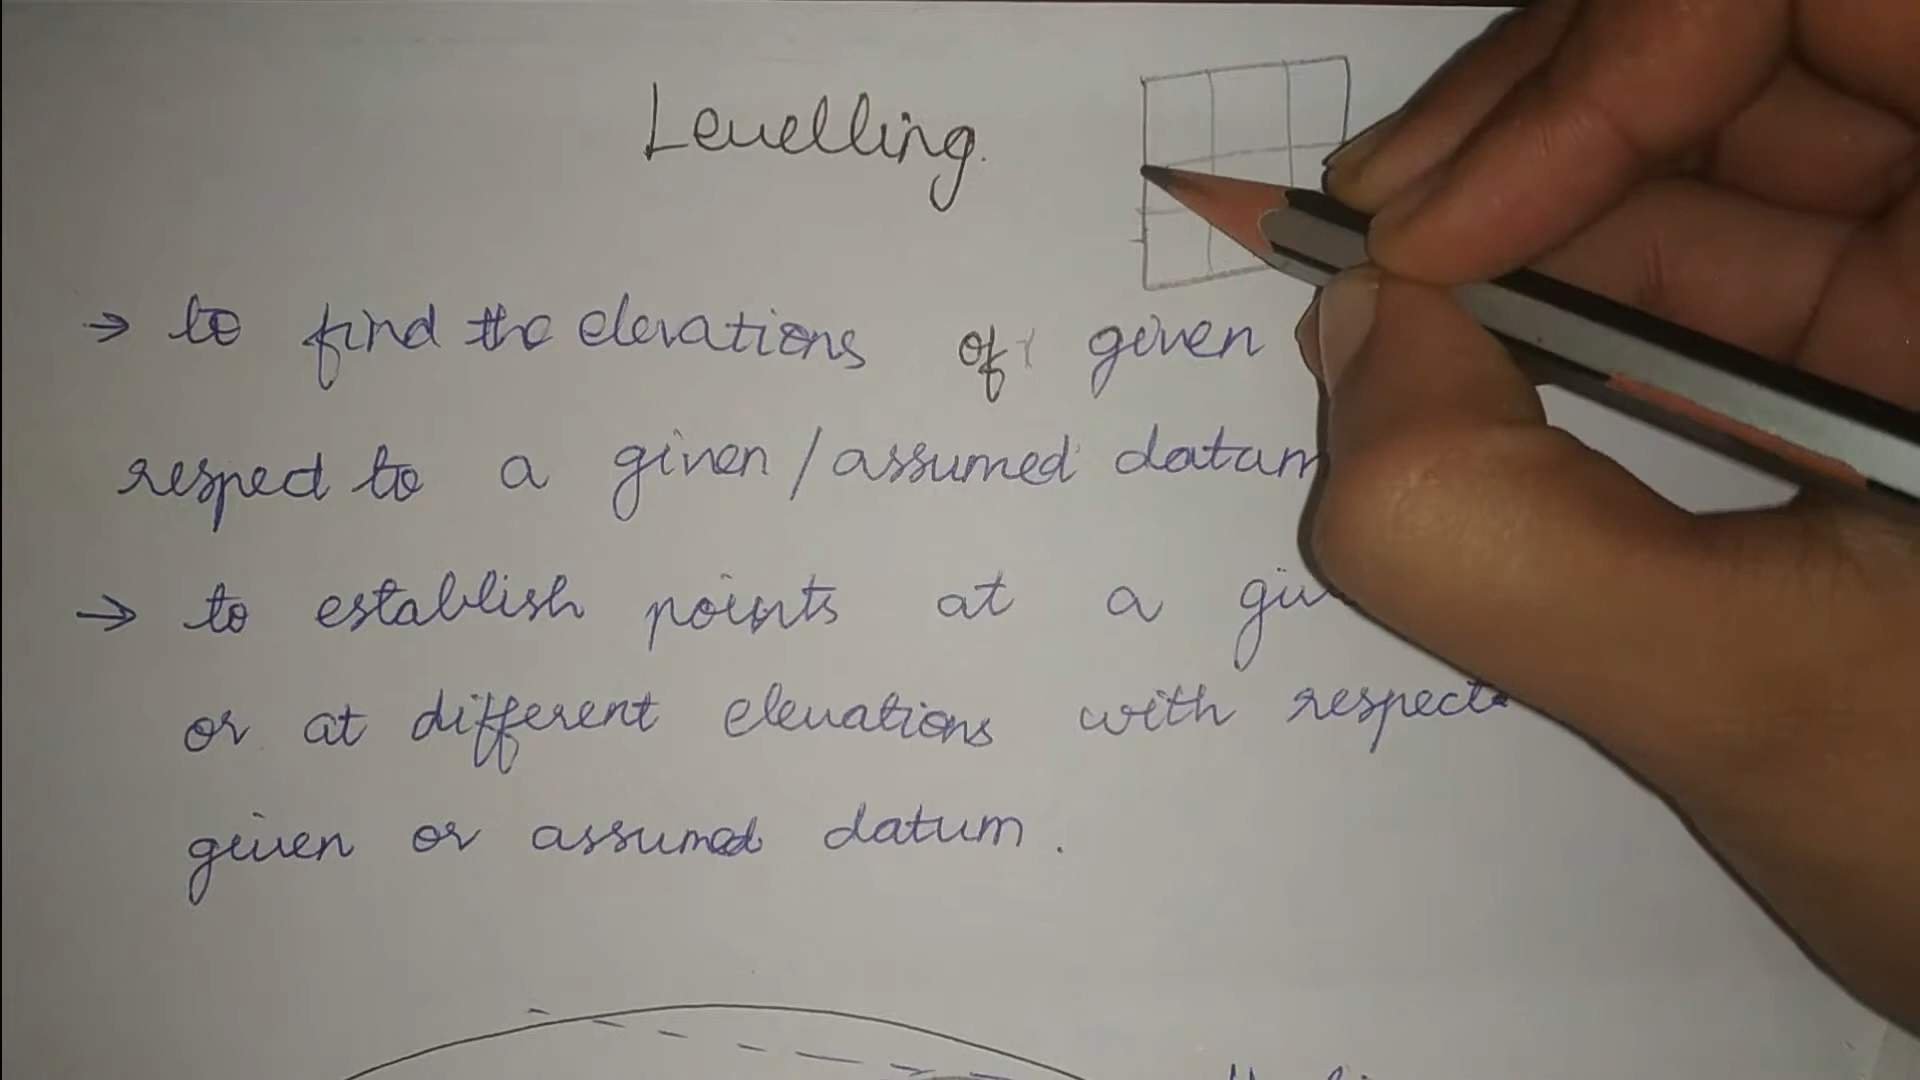 Levelling.
→ to find the elevations of given
respect to a given / assumed datum
→ to establish points at a
or at different elevations with respect
given or assumed datum.